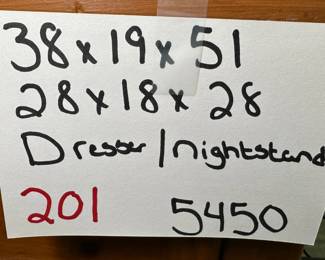 38 x 19 x 51
28 x 18 x 28
Dresser/nightstand
201 5450